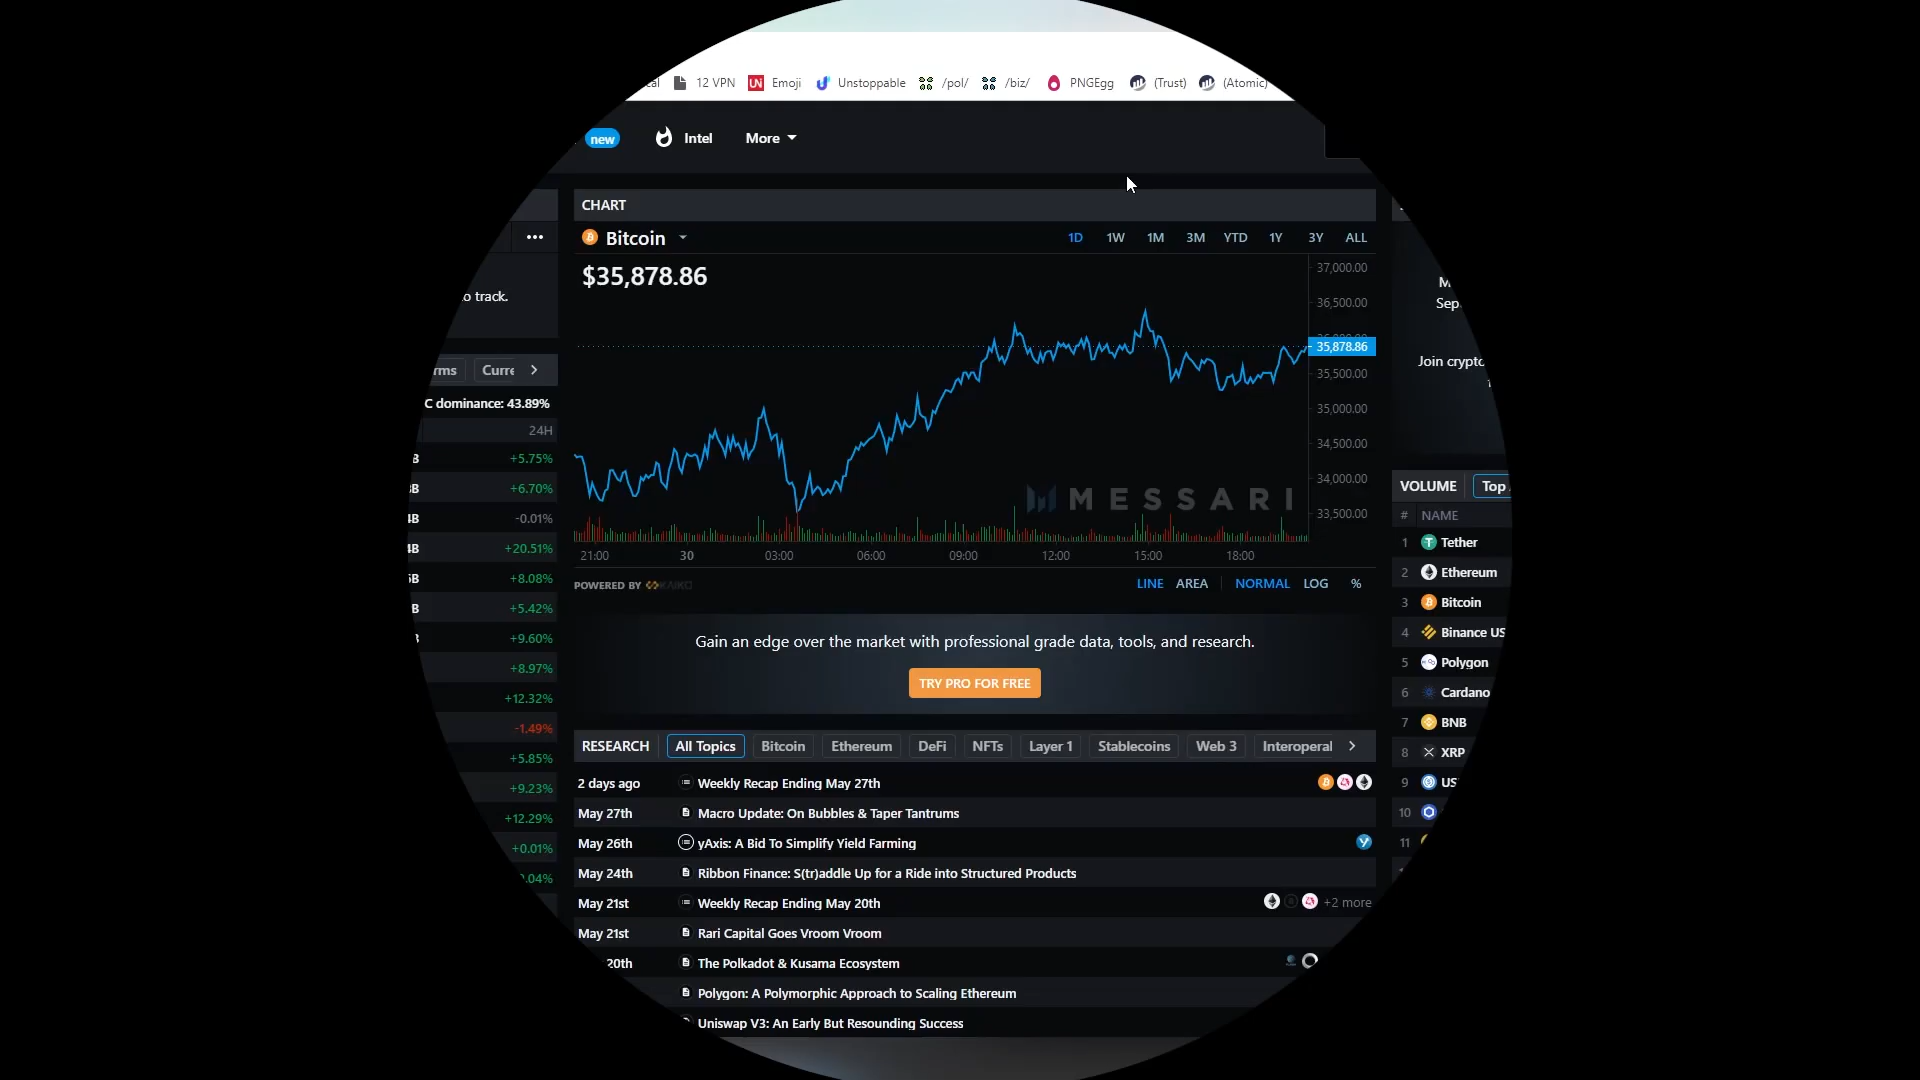 12 VPN Emoji Unstoppable /pol/ /biz/ PNGEgg (Trust) (Atomic)
new Intel More
CHART
Bitcoin 1D 1W 1M 3M YTD 1Y 3Y ALL
$35,878.86
37,000.00
36,500.00
35,878.86
35,500.00
35,000.00
34,500.00
34,000.00
33,500.00
MESSARI
21:00 30 03:00 06:00 09:00 12:00 15:00 18:00
POWERED BY KAIKO LINE AREA NORMAL LOG %
o track.
rms Curre
C dominance: 43.89%
24H
B +5.75%
B +6.70%
4B -0.01%
4B +20.51%
6B +8.08%
B +5.42%
+9.60%
+8.97%
+12.32%
-1.49%
+5.85%
+9.23%
+12.29%
+0.01%
.04%
Gain an edge over the market with professional grade data, tools, and research.
TRY PRO FOR FREE
RESEARCH All Topics Bitcoin Ethereum DeFi NFTs Layer 1 Stablecoins Web 3 Interoperal
2 days ago Weekly Recap Ending May 27th
May 27th Macro Update: On Bubbles & Taper Tantrums
May 26th yAxis: A Bid To Simplify Yield Farming
May 24th Ribbon Finance: S(tr)addle Up for a Ride into Structured Products
May 21st Weekly Recap Ending May 20th +2 more
May 21st Rari Capital Goes Vroom Vroom
20th The Polkadot & Kusama Ecosystem
Polygon: A Polymorphic Approach to Scaling Ethereum
Uniswap V3: An Early But Resounding Success
Sep
Join crypto
VOLUME Top
# NAME
1 Tether
2 Ethereum
3 Bitcoin
4 Binance US
5 Polygon
6 Cardano
7 BNB
8 XRP
9 US
10
11